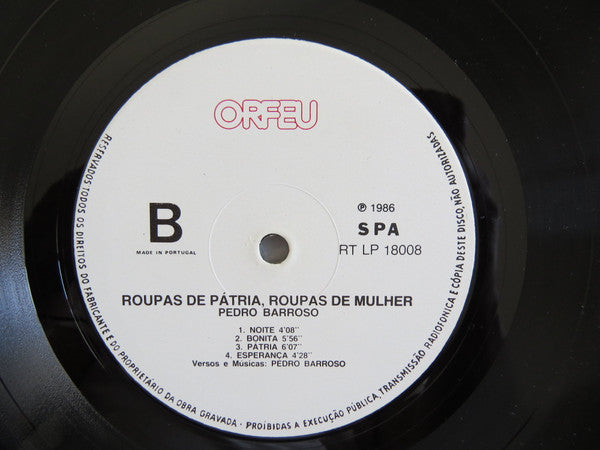 ORFEU
B
MADE IN PORTUGAL
℗ 1986
SPA
RT LP 18008
ROUPAS DE PÁTRIA, ROUPAS DE MULHER
PEDRO BARROSO
1. NOITE 4'08''
2. BONITA 5'56''
3. PÁTRIA 6'07''
4. ESPERANCA 4'28''
Versos e Músicas: PEDRO BARROSO
RESERVADOS TODOS OS DIREITOS DO FABRICANTE E DO PROPRIETÁRIO DA OBRA GRAVADA - PROIBIDAS A EXECUÇÃO PÚBLICA, TRANSMISSÃO RADIOFONICA E CÓPIA DESTE DISCO, NÃO AUTORIZADAS